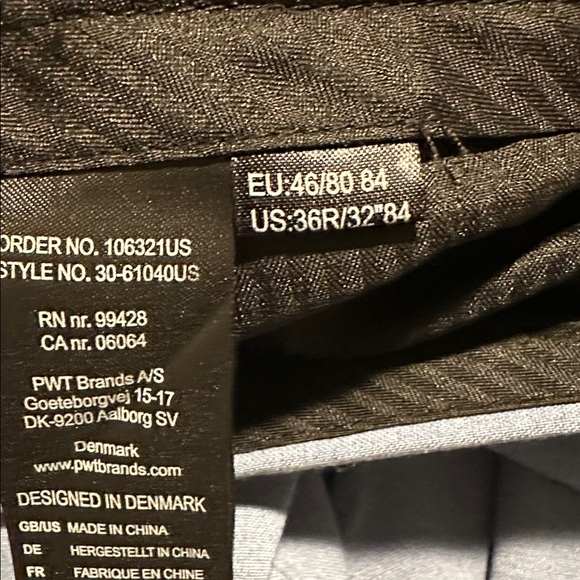 EU:46/80 84
US:36R/32"84
ORDER NO. 106321US
STYLE NO. 30-61040US
RN nr. 99428
CA nr. 06064
PWT Brands A/S
Goeteborgvej 15-17
DK-9200 Aalborg SV
Denmark
www.pwtbrands.com
DESIGNED IN DENMARK
GB/US MADE IN CHINA
DE HERGESTELLT IN CHINA
FR FABRIQUE EN CHINE